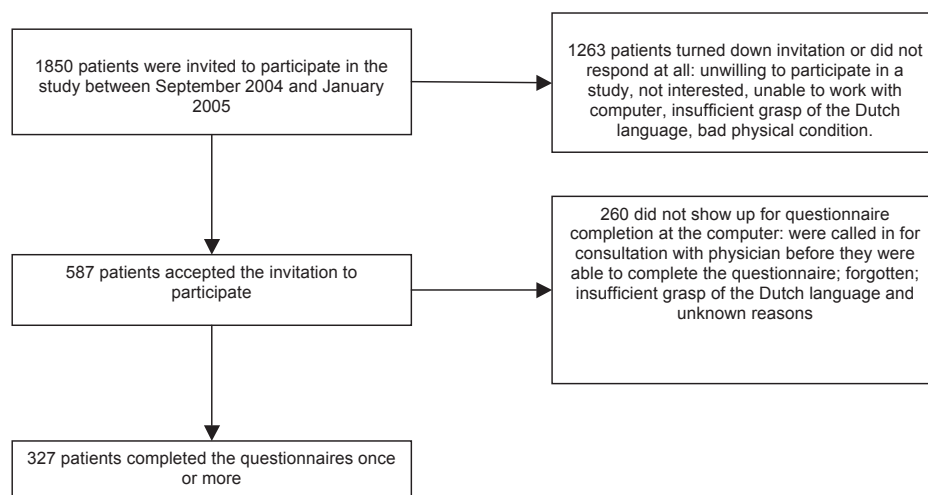 1850 patients were invited to participate in the
study between September 2004 and January
2005
1263 patients turned down invitation or did not
respond at all: unwilling to participate in a
study, not interested, unable to work with
computer, insufficient grasp of the Dutch
language, bad physical condition.
587 patients accepted the invitation to
participate
260 did not show up for questionnaire
completion at the computer: were called in for
consultation with physician before they were
able to complete the questionnaire; forgotten;
insufficient grasp of the Dutch language and
unknown reasons
327 patients completed the questionnaires once
or more